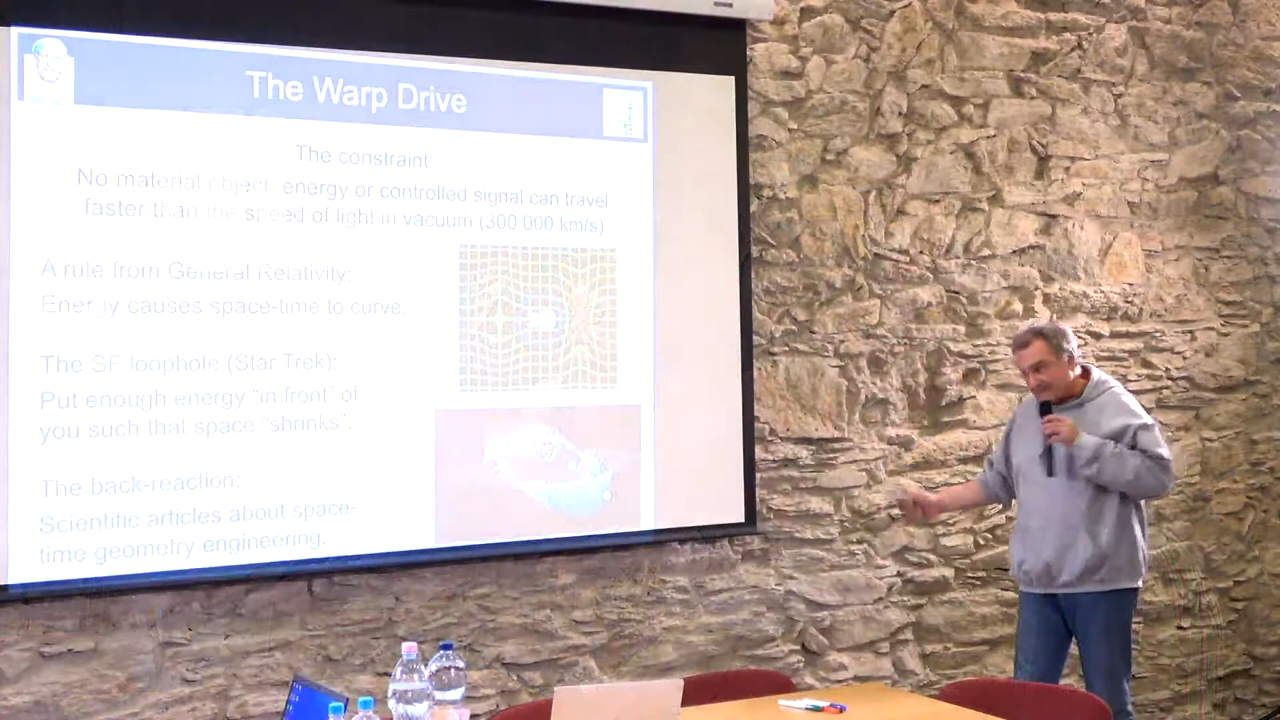 The Warp Drive
The constraint:
No material object, energy or controlled signal can travel
faster than the speed of light in vacuum (300 000 km/s)
A rule from General Relativity:
Energy causes space-time to curve.
The SF loophole (Star Trek):
Put enough energy "in front" of
you such that space "shrinks".
The back-reaction:
Scientific articles about space-
time geometry engineering.